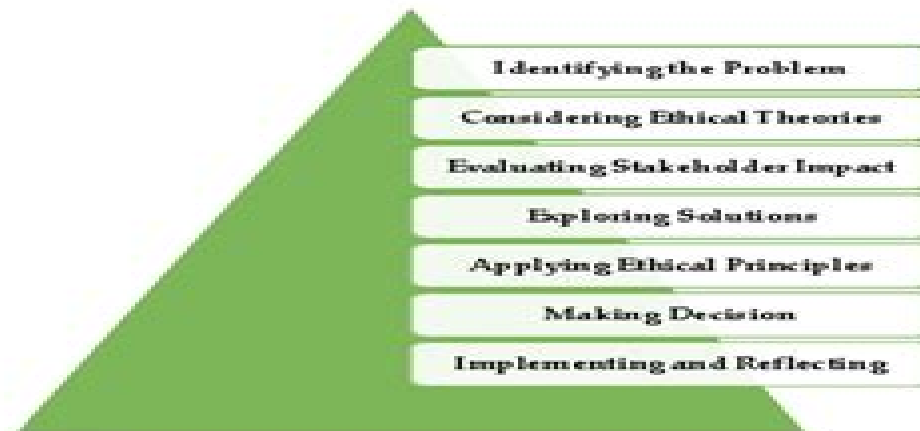 Identifying the Problem
Considering Ethical Theories
Evaluating Stakeholder Impact
Exploring Solutions
Applying Ethical Principles
Making Decision
Implementing and Reflecting